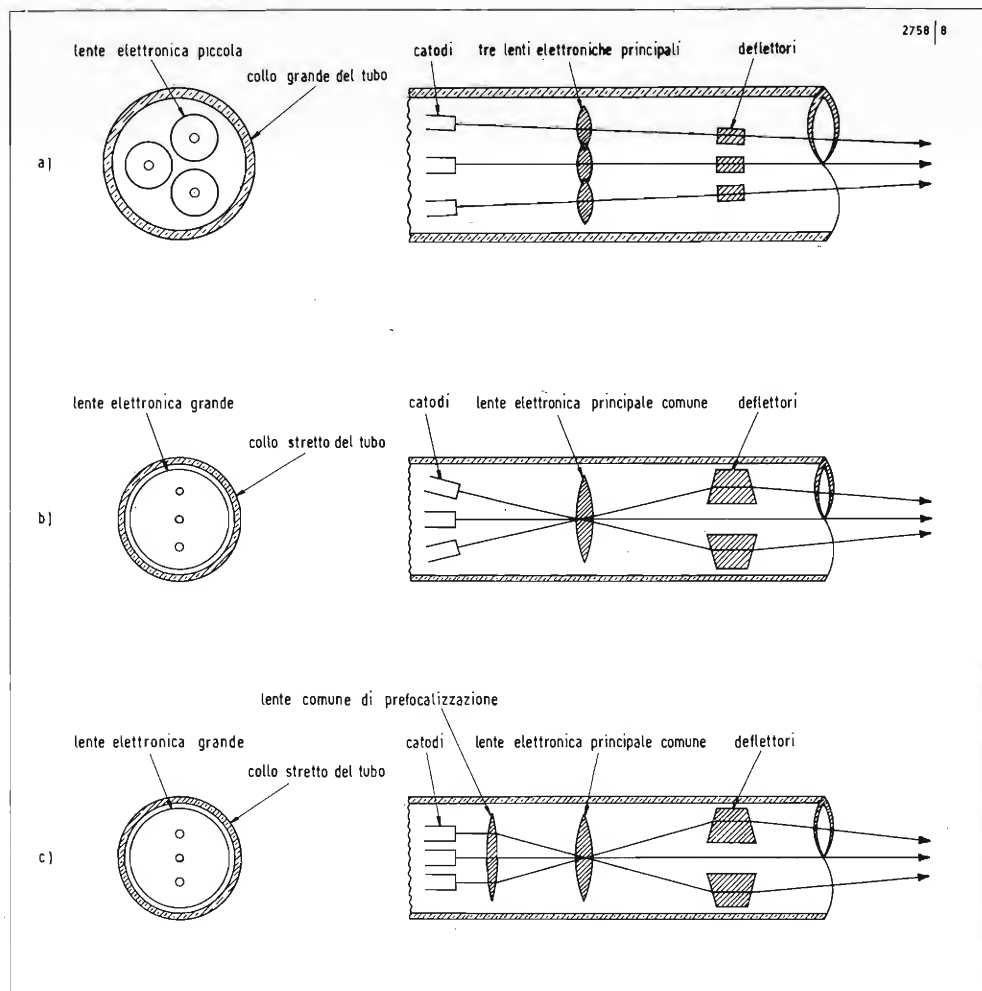 2758 | 8
lente elettronica piccola
collo grande del tubo
catodi
tre lenti elettroniche principali
deflettori
a)
lente elettronica grande
collo stretto del tubo
catodi
lente elettronica principale comune
deflettori
b)
lente comune di prefocalizzazione
lente elettronica grande
collo stretto del tubo
catodi
lente elettronica principale comune
deflettori
c)